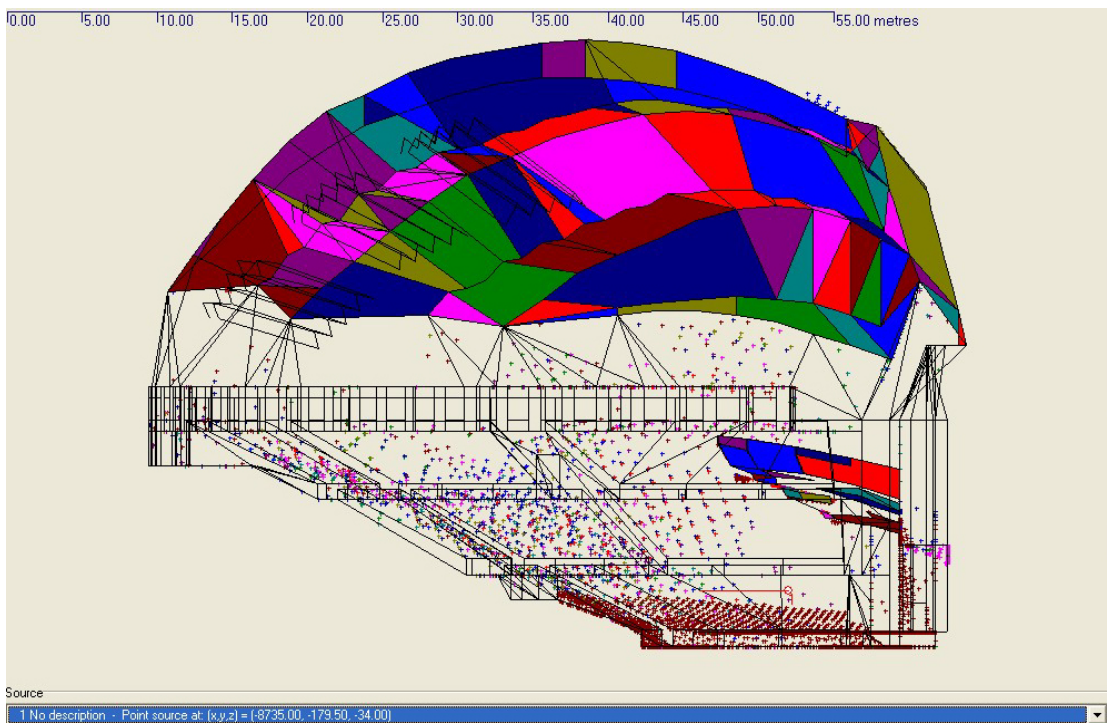 0.00 5.00 10.00 15.00 20.00 25.00 30.00 35.00 40.00 45.00 50.00 55.00 metres
Source
1 No description - Point source at: (x,y,z) = (-8735.00, -179.50, -34.00)